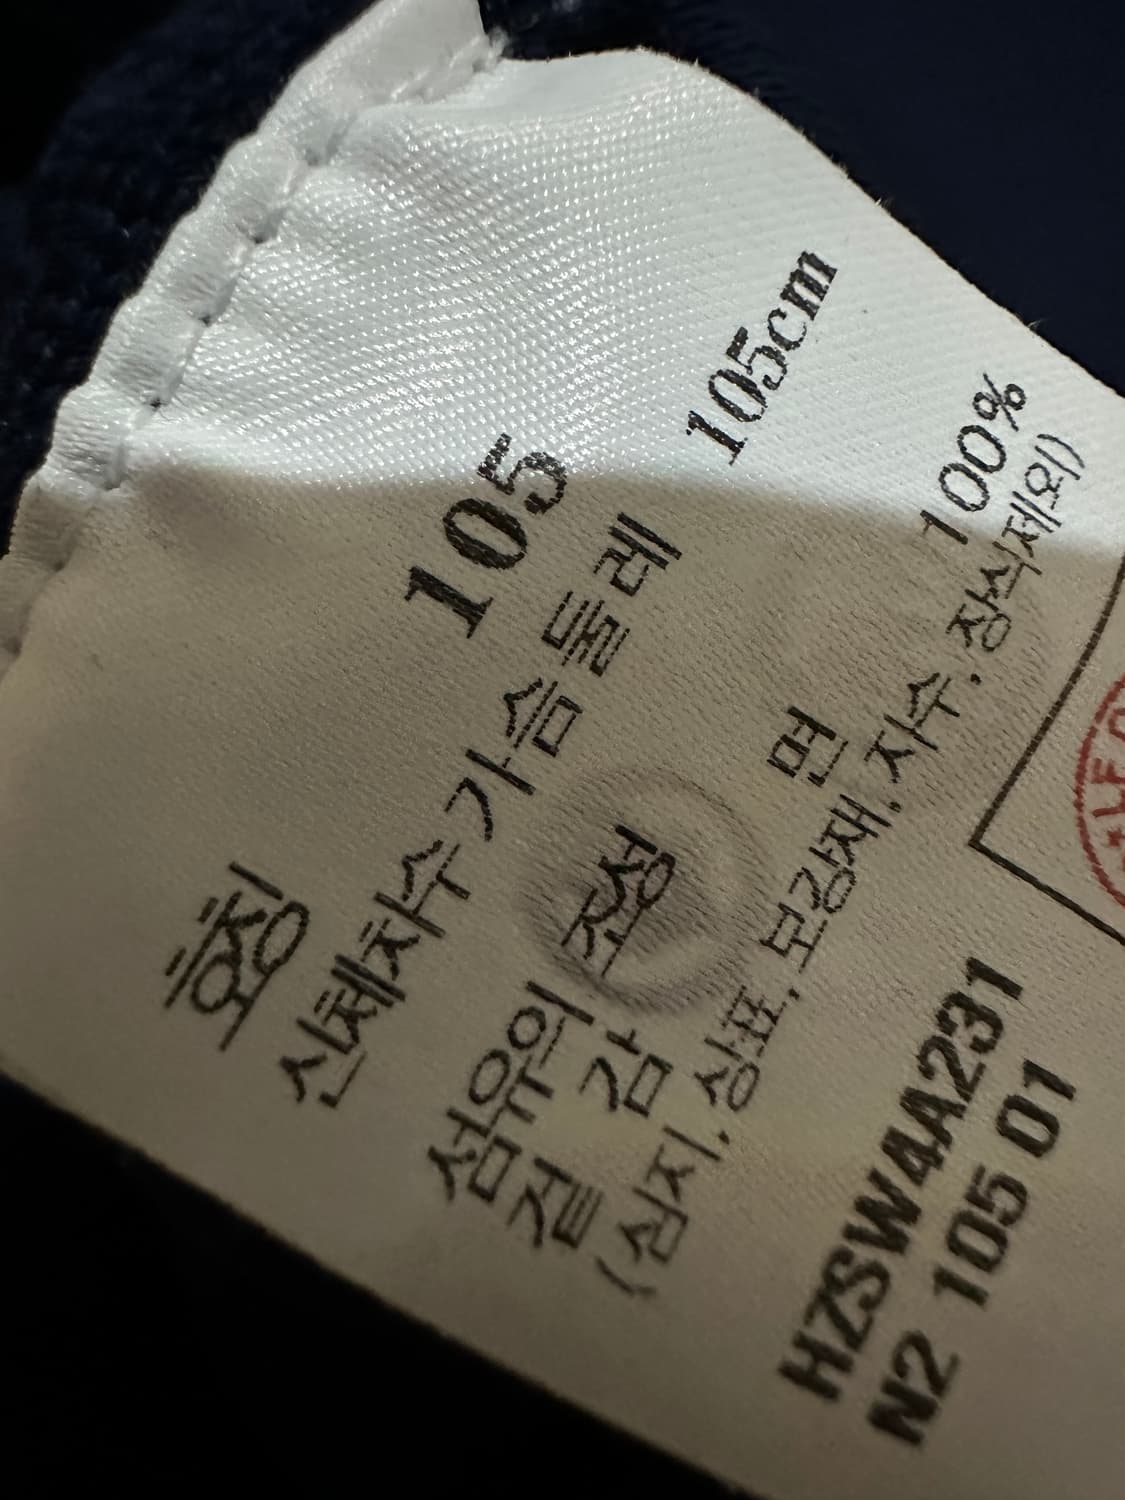 호칭 105
신체치수 가슴둘레 105cm
섬유의 조성
겉 감 면 100%
(심지, 상표, 보강재, 자수, 장식제외)
HZSW4A231
N2 105 01